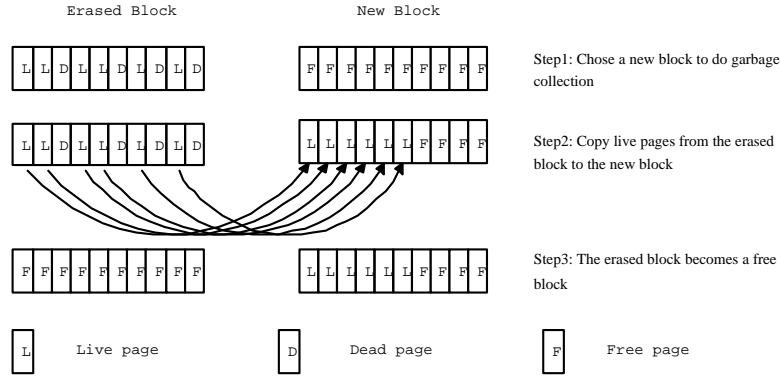 Erased Block New Block
L L D L L D L D L D F F F F F F F F F F Step1: Chose a new block to do garbage
collection
L L D L L D L D L D L L L L L L F F F F Step2: Copy live pages from the erased
block to the new block
F F F F F F F F F F L L L L L L F F F F Step3: The erased block becomes a free
block
L Live page D Dead page F Free page